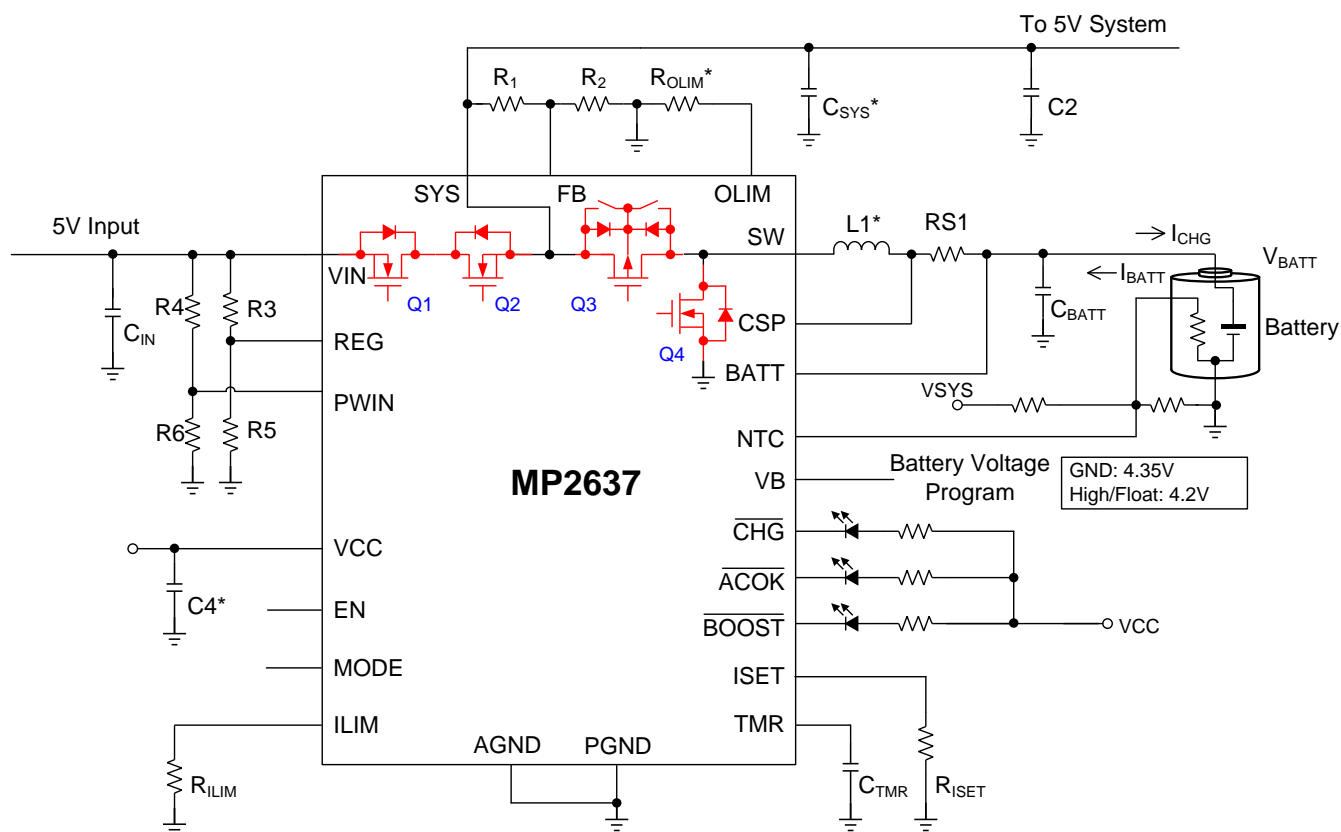 To 5V System
R1
R2
ROLIM*
CSYS*
C2
SYS
FB
OLIM
5V Input
VIN
Q1
Q2
Q3
Q4
SW
L1*
RS1
ICHG
IBATT
VBATT
CIN
R4
R3
REG
CSP
CBATT
Battery
PWIN
BATT
R6
R5
VSYS
NTC
MP2637
VB
Battery Voltage
Program
GND: 4.35V
High/Float: 4.2V
CHG
VCC
ACOK
C4*
EN
BOOST
VCC
MODE
ISET
ILIM
TMR
AGND
PGND
RILIM
CTMR
RISET